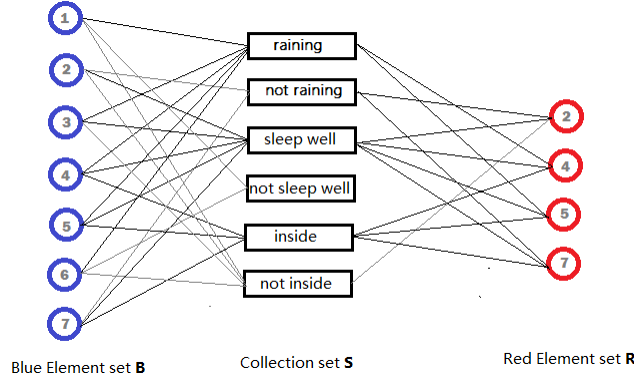 1
2
3
4
5
6
7
raining
not raining
sleep well
not sleep well
inside
not inside
2
4
5
7
Blue Element set B
Collection set S
Red Element set R